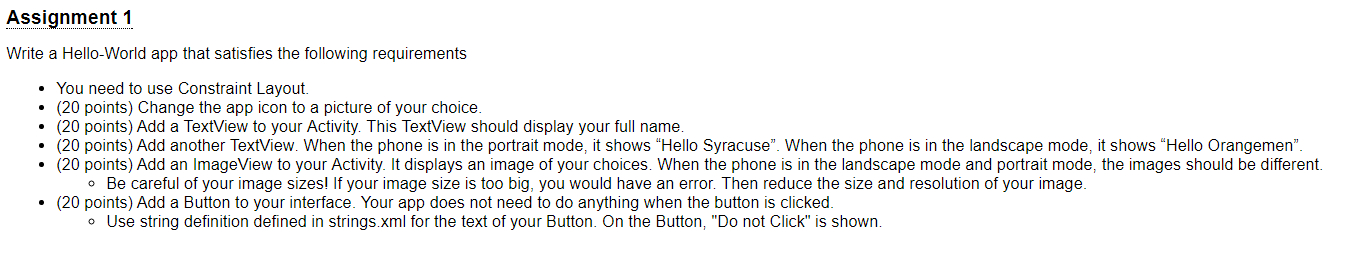 Assignment 1
Write a Hello-World app that satisfies the following requirements
• You need to use Constraint Layout.
• (20 points) Change the app icon to a picture of your choice.
• (20 points) Add a TextView to your Activity. This TextView should display your full name.
• (20 points) Add another TextView. When the phone is in the portrait mode, it shows “Hello Syracuse”. When the phone is in the landscape mode, it shows “Hello Orangemen”.
• (20 points) Add an ImageView to your Activity. It displays an image of your choices. When the phone is in the landscape mode and portrait mode, the images should be different.
◦ Be careful of your image sizes! If your image size is too big, you would have an error. Then reduce the size and resolution of your image.
• (20 points) Add a Button to your interface. Your app does not need to do anything when the button is clicked.
◦ Use string definition defined in strings.xml for the text of your Button. On the Button, "Do not Click" is shown.